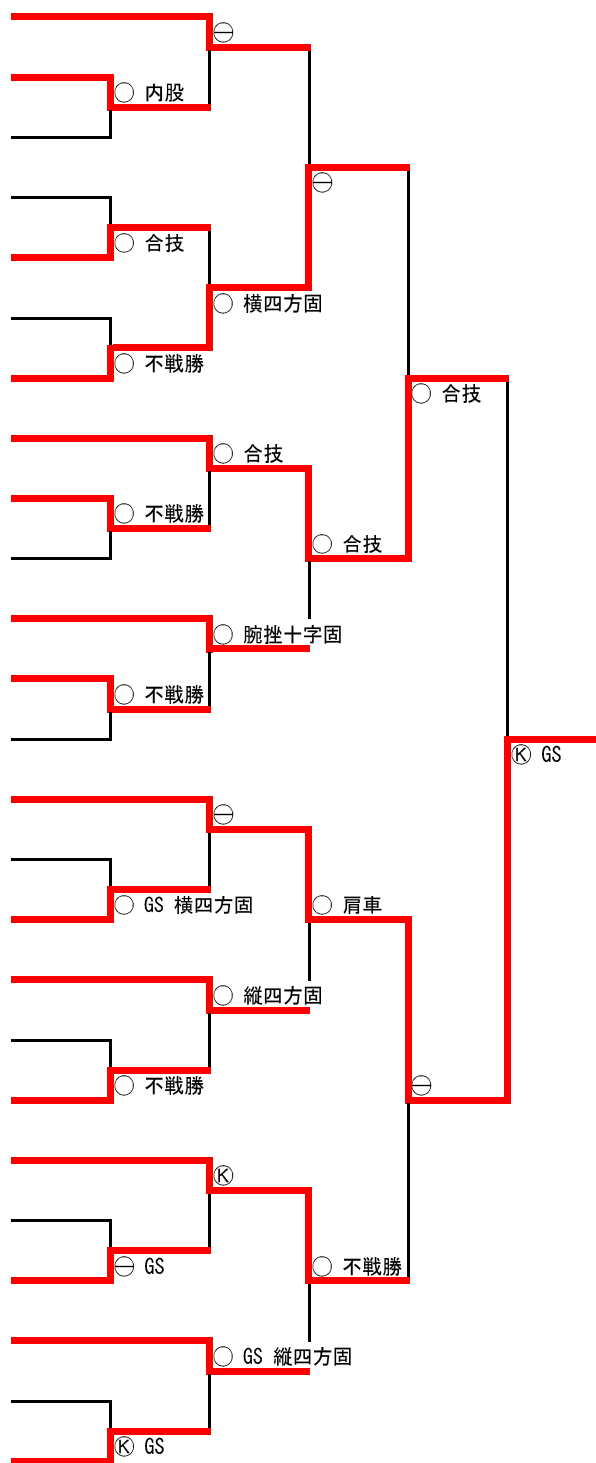 ⊖
○ 内股
○ 合技
⊖
○ 横四方固
○ 不戦勝
○ 合技
○ 合技
○ 不戦勝
○ 合技
○ 腕挫十字固
○ 不戦勝
Ⓚ GS
⊖
○ GS 横四方固
○ 肩車
○ 縦四方固
○ 不戦勝
⊖
Ⓚ
⊖ GS
○ 不戦勝
○ GS 縦四方固
Ⓚ GS